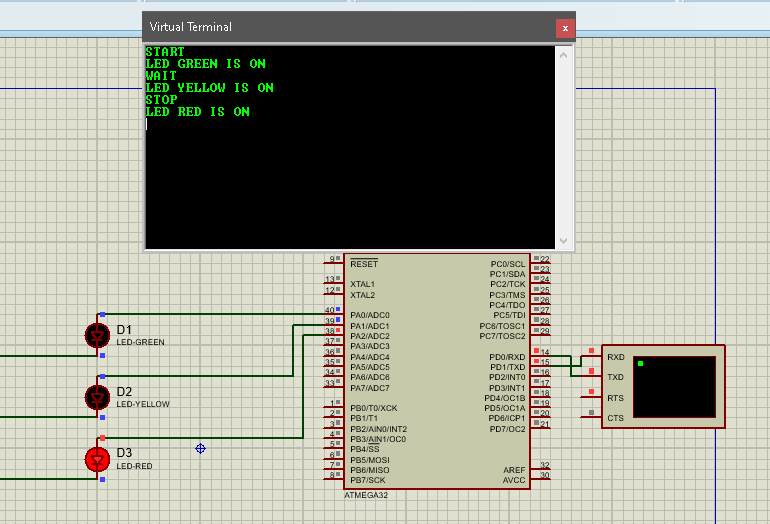 Virtual Terminal
x
START
LED GREEN IS ON
WAIT
LED YELLOW IS ON
STOP
LED RED IS ON
9 RESET PC0/SCL 22
PC1/SDA 23
13 XTAL1 PC2/TCK 24
12 XTAL2 PC3/TMS 25
PC4/TDO 26
40 PA0/ADC0 PC5/TDI 27
39 PA1/ADC1 PC6/TOSC1 28
38 PA2/ADC2 PC7/TOSC2 29
37 PA3/ADC3
36 PA4/ADC4 PD0/RXD 14
35 PA5/ADC5 PD1/TXD 15
34 PA6/ADC6 PD2/INT0 16
33 PA7/ADC7 PD3/INT1 17
PD4/OC1B 18
1 PB0/T0/XCK PD5/OC1A 19
2 PB1/T1 PD6/ICP1 20
3 PB2/AIN0/INT2 PD7/OC2 21
4 PB3/AIN1/OC0
5 PB4/SS
6 PB5/MOSI
7 PB6/MISO AREF 32
8 PB7/SCK AVCC 30
ATMEGA32
D1
LED-GREEN
D2
LED-YELLOW
D3
LED-RED
RXD
TXD
RTS
CTS